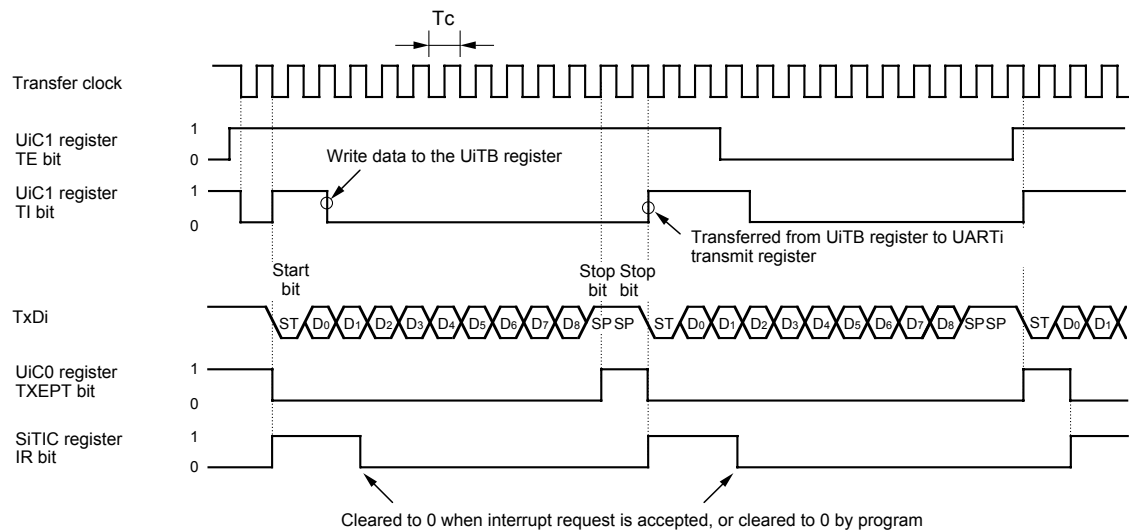 Tc
Transfer clock
UiC1 register
TE bit
1
0
Write data to the UiTB register
UiC1 register
TI bit
1
0
Transferred from UiTB register to UARTi
transmit register
Start
bit
Stop Stop
bit bit
TxDi
ST D0 D1 D2 D3 D4 D5 D6 D7 D8 SP SP ST D0 D1 D2 D3 D4 D5 D6 D7 D8 SPSP ST D0 D1
UiC0 register
TXEPT bit
1
0
SiTIC register
IR bit
1
0
Cleared to 0 when interrupt request is accepted, or cleared to 0 by program